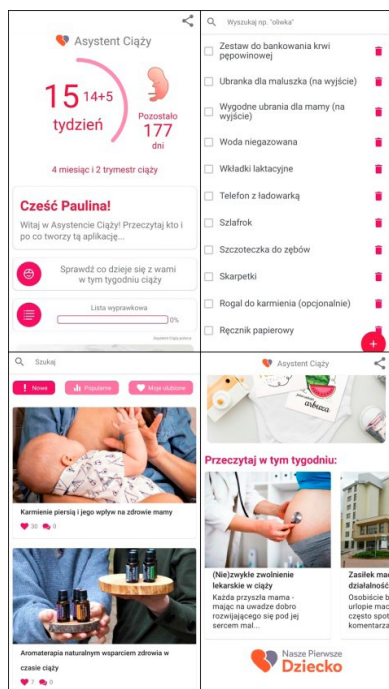 Asystent Ciąży
15 14+5
tydzień
Pozostało
177
dni
4 miesiąc i 2 trymestr ciąży
Cześć Paulina!
Witaj w Asystencie Ciąży! Przeczytaj kto i
po co tworzy tą aplikację...
Sprawdź co dzieje się z wami
w tym tygodniu ciąży
Lista wyprawkowa
0%
Wyszukaj np. "oliwka"
Zestaw do bankowania krwi
pępowinowej
Ubranka dla maluszka (na wyjście)
Wygodne ubrania dla mamy (na
wyjście)
Woda niegazowana
Wkładki laktacyjne
Telefon z ładowarką
Szlafrok
Szczoteczka do zębów
Skarpetki
Rogal do karmienia (opcjonalnie)
Ręcznik papierowy
+
Szukaj
Nowe
Popularne
Moje ulubione
Karmienie piersią i jego wpływ na zdrowie mamy
38 0
Aromaterapia naturalnym wsparciem zdrowia w
czasie ciąży
7 0
Asystent Ciąży
arbuza
Przeczytaj w tym tygodniu:
(Nie)zwykłe zwolnienie
lekarskie w ciąży
Każda przyszła mama -
mając na uwadze dobro
rozwijającego się pod jej
sercem mal...
Zasiłek mac
działalność
Osobiście b
urlopie mac
często spot
komentarza
Nasze Pierwsze
Dziecko